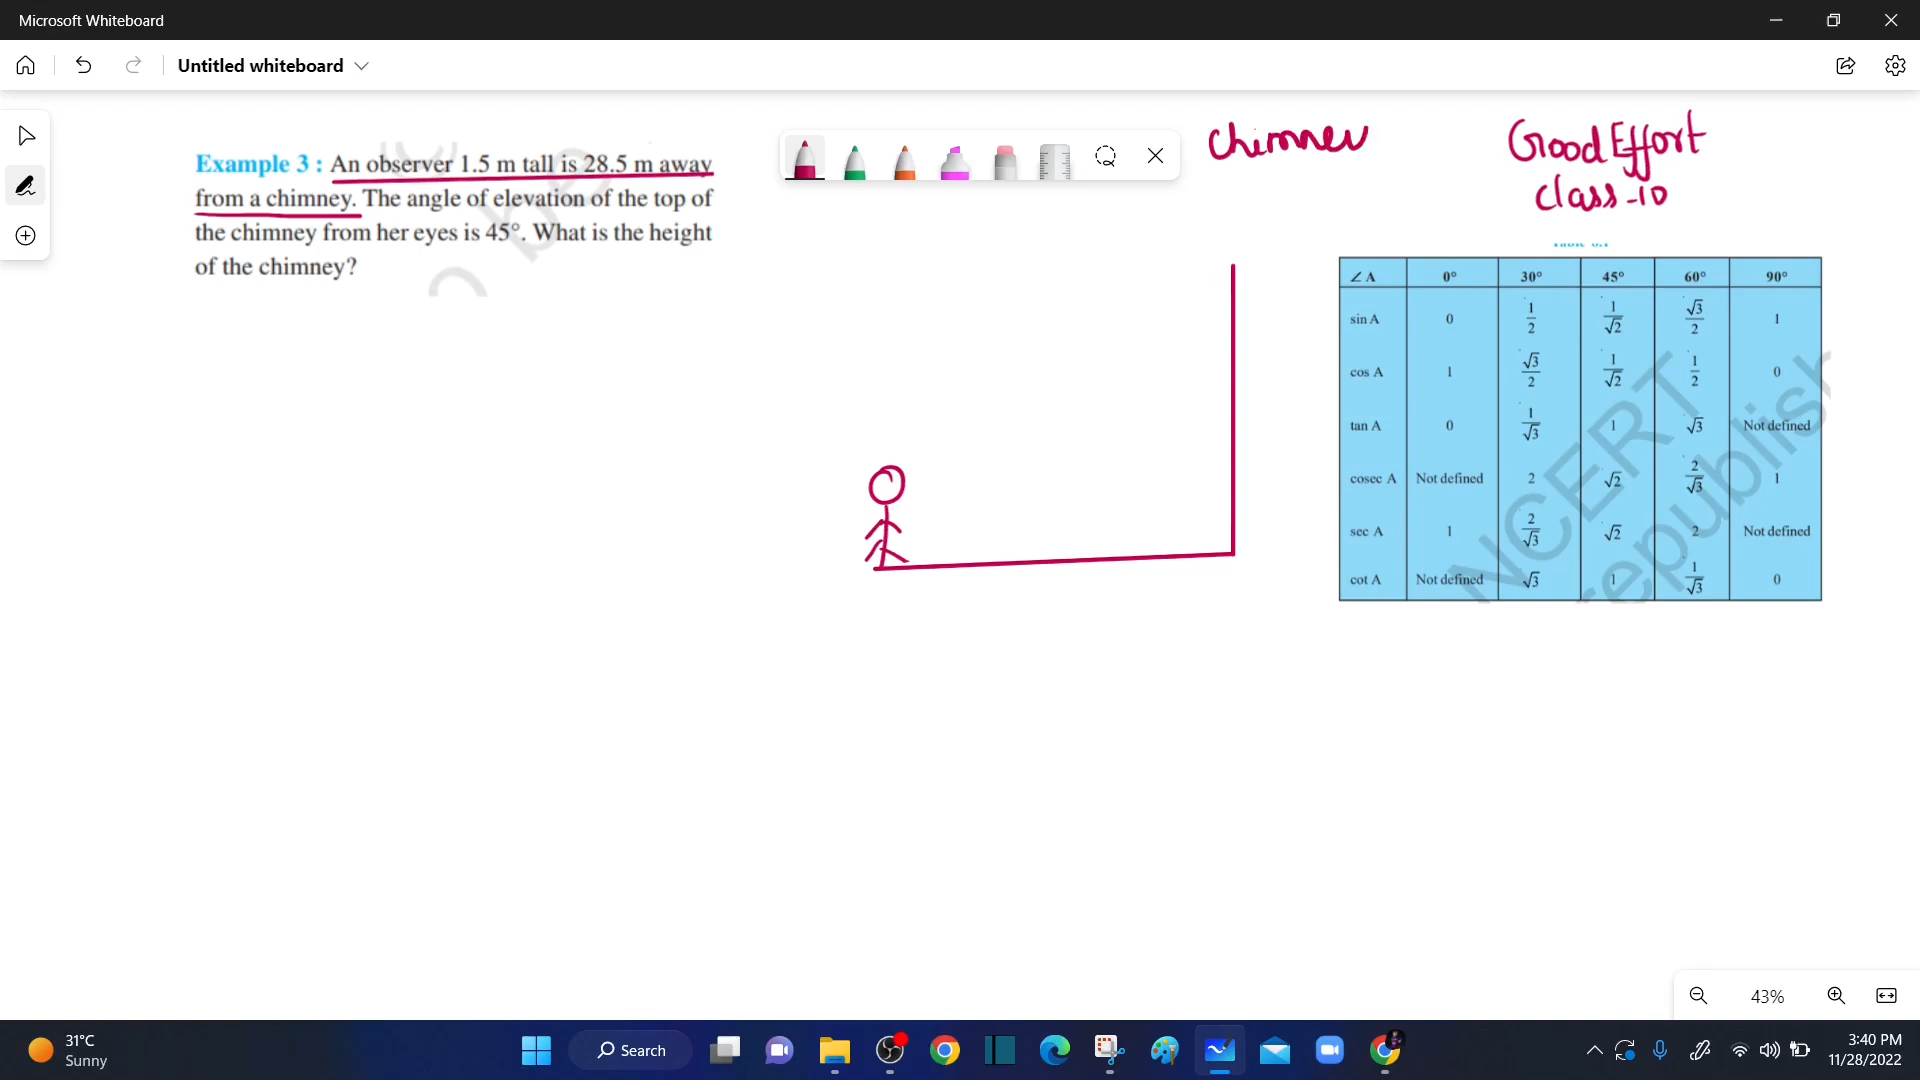 Microsoft Whiteboard
Untitled whiteboard
Example 3 : An observer 1.5 m tall is 28.5 m away
from a chimney. The angle of elevation of the top of
the chimney from her eyes is 45°. What is the height
of the chimney?
Chimney
Good Effort
Class-10
∠ A 0° 30° 45° 60° 90°
sin A 0 1/2 1/√2 √3/2 1
cos A 1 √3/2 1/√2 1/2 0
tan A 0 1/√3 1 √3 Not defined
cosec A Not defined 2 √2 2/√3 1
sec A 1 2/√3 √2 2 Not defined
cot A Not defined √3 1 1/√3 0
NCERT
republish
43%
31°C
Sunny
Search
3:40 PM
11/28/2022